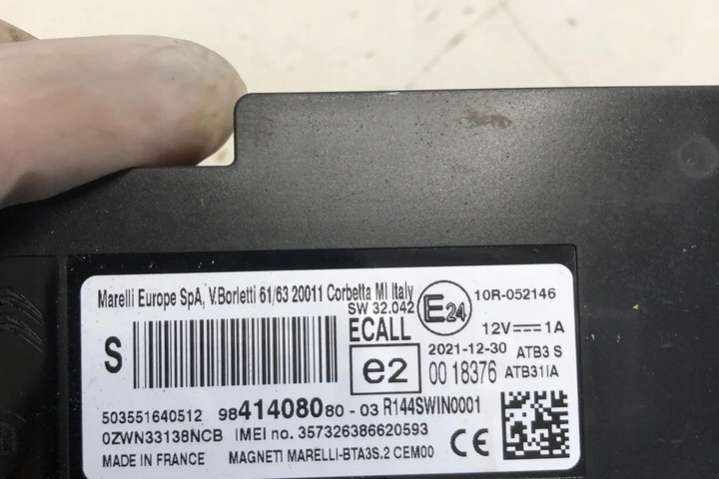 Marelli Europe SpA, V.Borletti 61/63 20011 Corbetta MI Italy
SW 32.042
E24
10R-052146
S
ECALL
12V⎓1A
e2
2021-12-30 ATB3 S
00 18376 ATB31IA
503551640512 9841408080 - 03 R144SWIN0001
0ZWN33138NCB IMEI no. 357326386620593
CE
MADE IN FRANCE MAGNETI MARELLI-BTA3S.2 CEM00